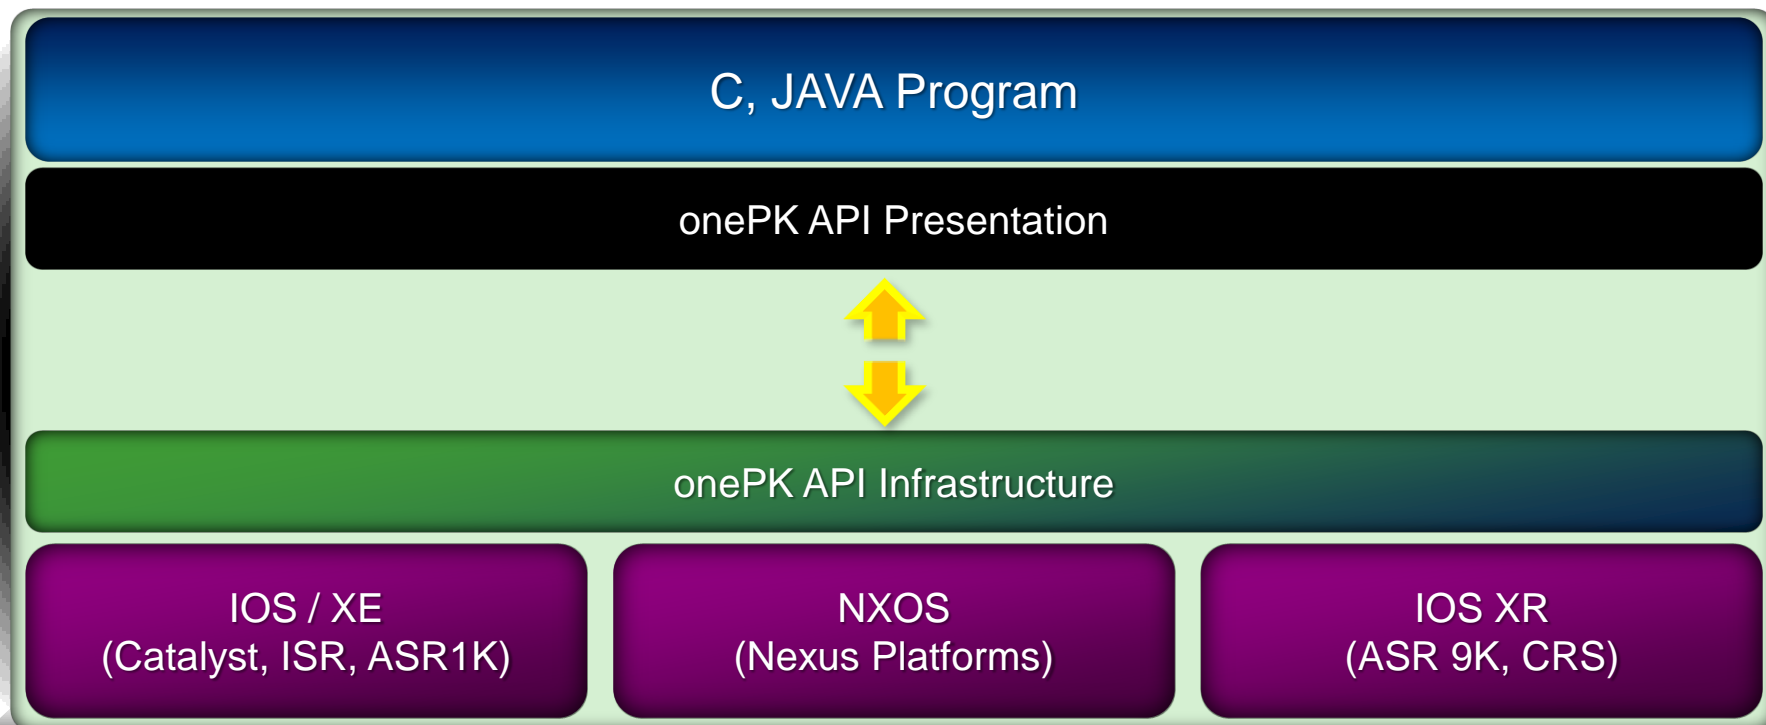 C, JAVA Program
onePK API Presentation
onePK API Infrastructure
IOS / XE
(Catalyst, ISR, ASR1K)
NXOS
(Nexus Platforms)
IOS XR
(ASR 9K, CRS)